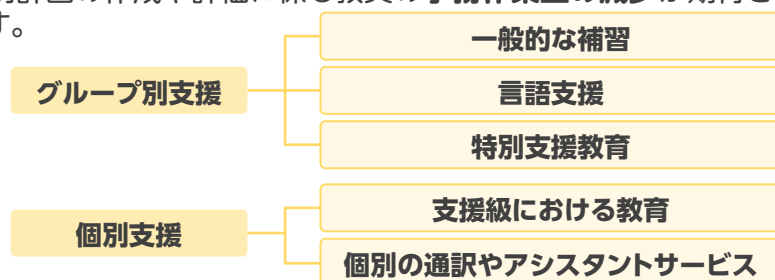 す。
一般的な補習
グループ別支援
言語支援
特別支援教育
支援級における教育
個別支援
個別の通訳やアシスタントサービス